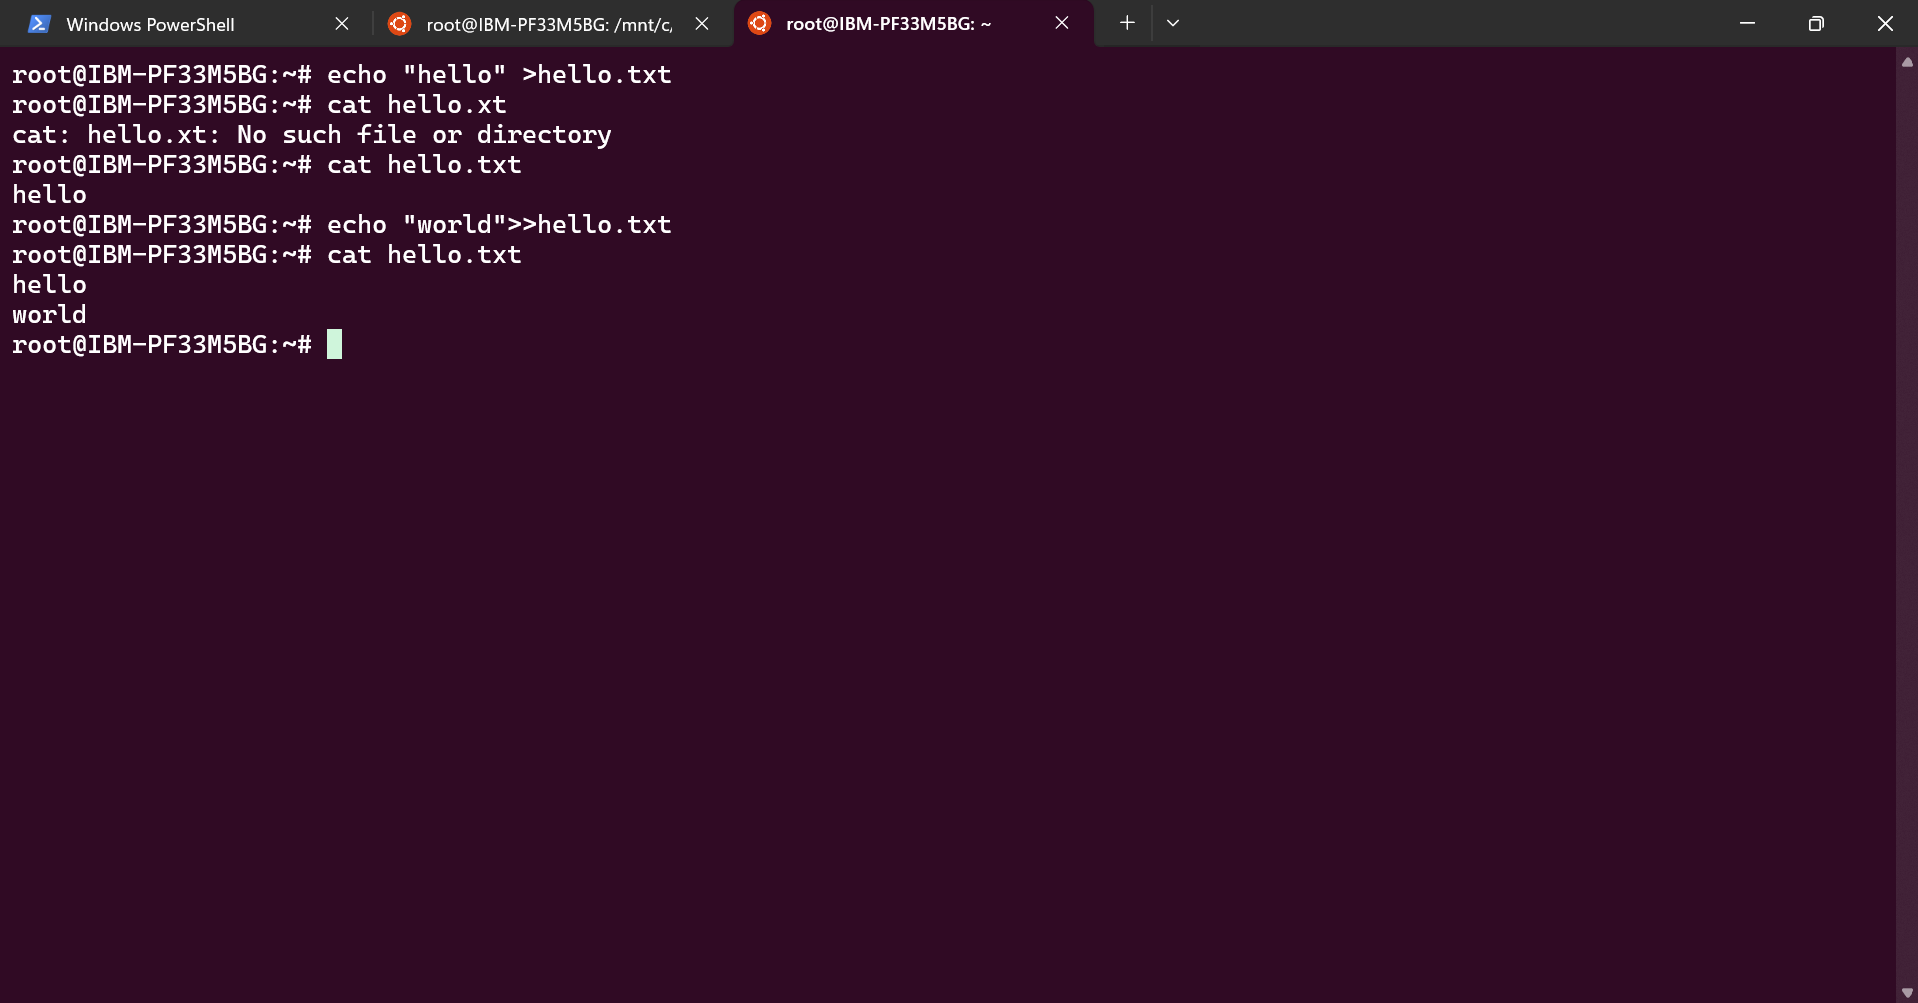 Windows PowerShell
root@IBM-PF33M5BG: /mnt/c/
root@IBM-PF33M5BG: ~
root@IBM-PF33M5BG:~# echo "hello" >hello.txt
root@IBM-PF33M5BG:~# cat hello.xt
cat: hello.xt: No such file or directory
root@IBM-PF33M5BG:~# cat hello.txt
hello
root@IBM-PF33M5BG:~# echo "world">>hello.txt
root@IBM-PF33M5BG:~# cat hello.txt
hello
world
root@IBM-PF33M5BG:~#